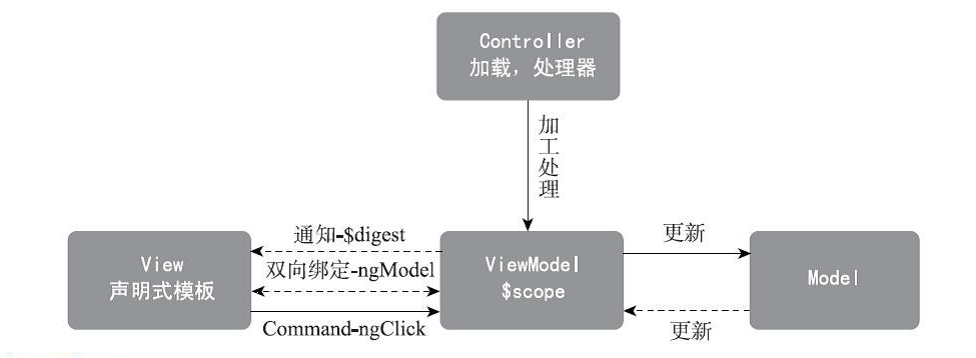 Controller
加载，处理器
加工处理
通知-$digest
更新
View
声明式模板
双向绑定-ngModel
ViewModel
$scope
Model
Command-ngClick
更新